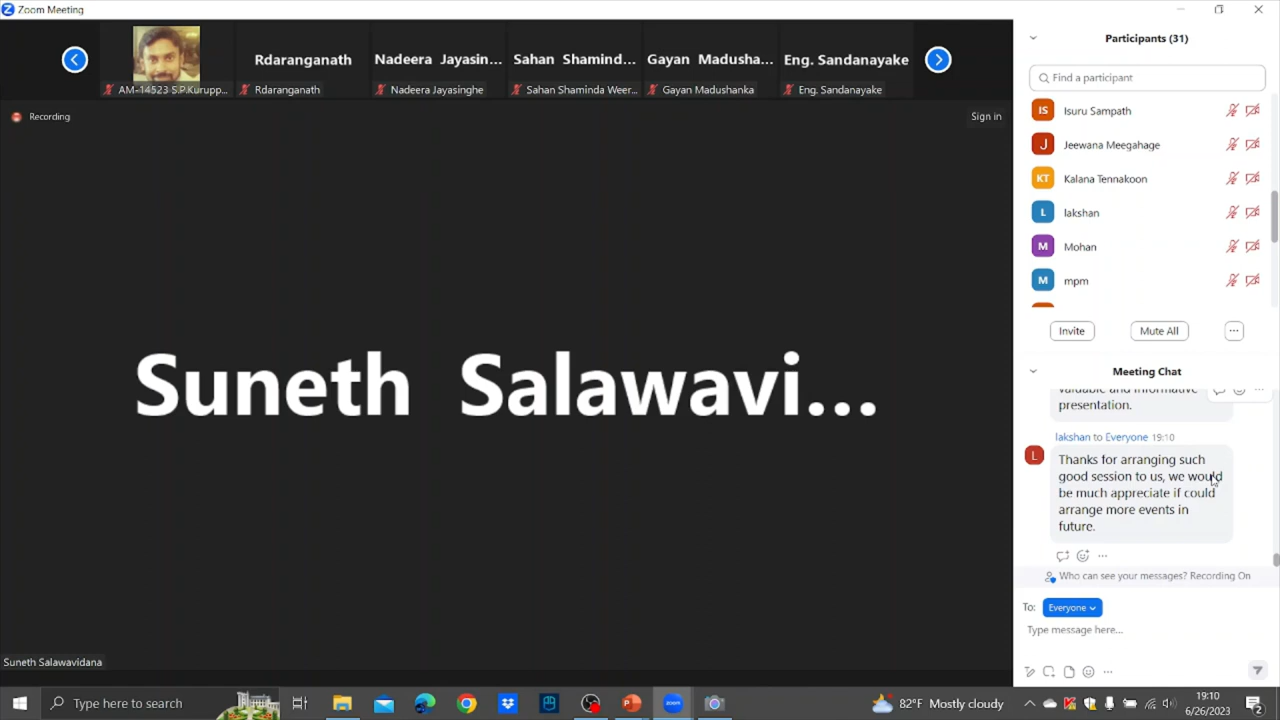 Zoom Meeting
Rdaranganath
Nadeera Jayasin...
Sahan Shamind...
Gayan Madusha...
Eng. Sandanayake
AM-14523 S.P.Kurupp...
Rdaranganath
Nadeera Jayasinghe
Sahan Shaminda Weer...
Gayan Madushanka
Eng. Sandanayake
Recording
Sign in
Suneth Salawavi...
Suneth Salawavidana
Participants (31)
Find a participant
IS Isuru Sampath
J Jeewana Meegahage
KT Kalana Tennakoon
L lakshan
M Mohan
M mpm
Invite
Mute All
Meeting Chat
valuable and informative
presentation.
lakshan to Everyone 19:10
L
Thanks for arranging such
good session to us, we would
be much appreciate if could
arrange more events in
future.
Who can see your messages? Recording On
To: Everyone
Type message here...
Type here to search
zoom
82°F Mostly cloudy
19:10
6/26/2023
2